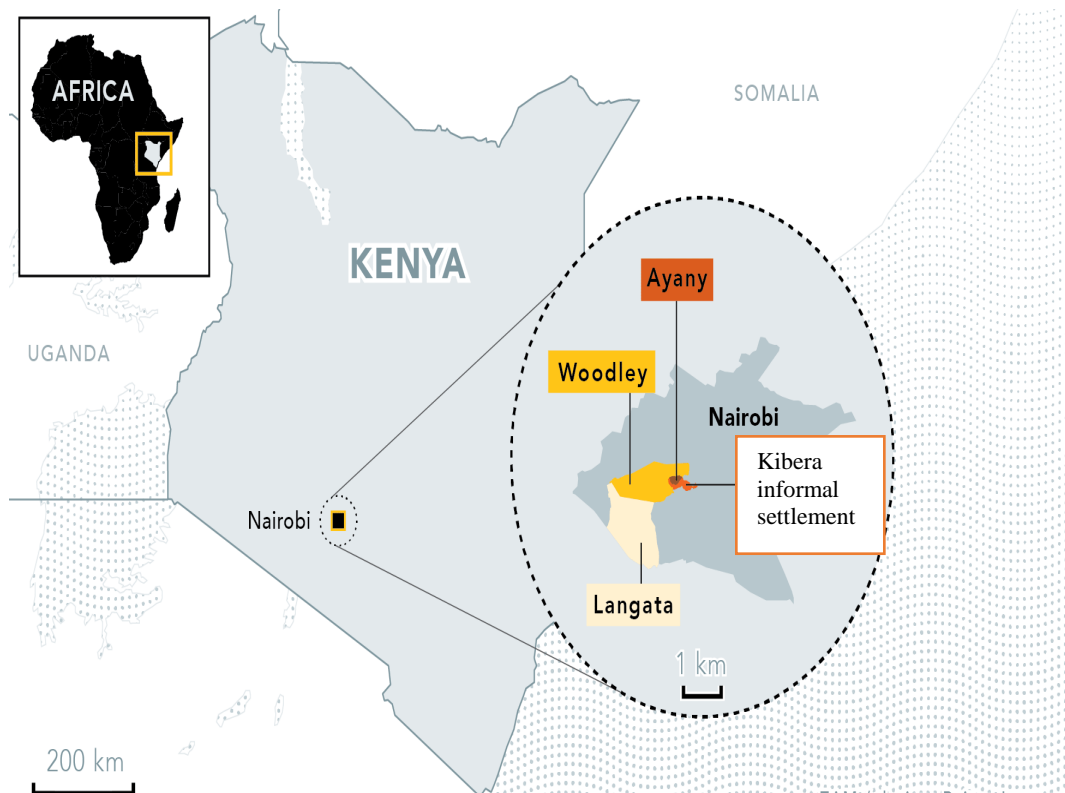 AFRICA
SOMALIA
KENYA
Ayany
UGANDA
Woodley
Nairobi
Kibera
informal
settlement
Nairobi
Langata
1 km
200 km